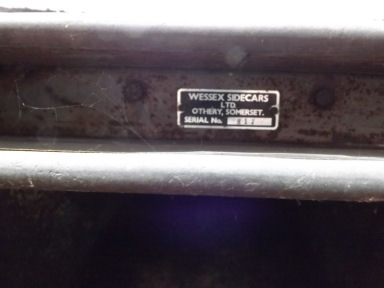 WESSEX SIDECARS
LTD.
OTHERY, SOMERSET.
SERIAL No.